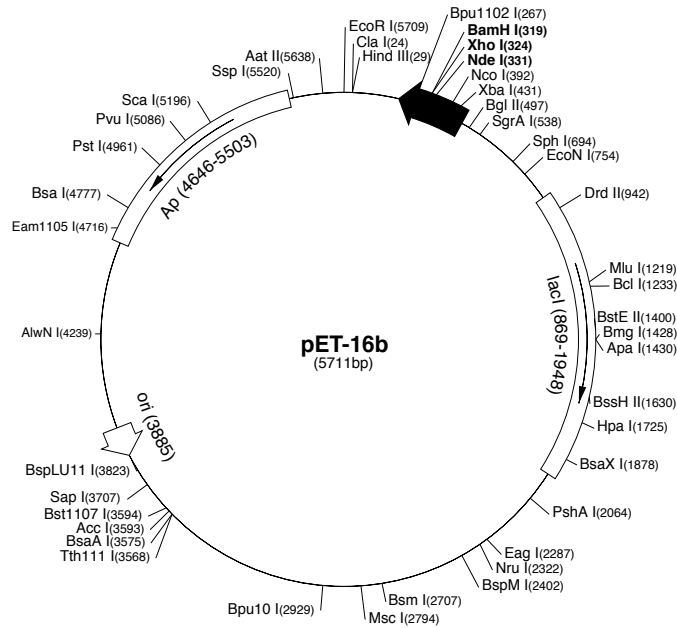 EcoR I(5709)
Cla I(24)
Hind III(29)
Bpu1102 I(267)
BamH I(319)
Xho I(324)
Nde I(331)
Nco I(392)
Xba I(431)
Bgl II(497)
SgrA I(538)
Sph I(694)
EcoN I(754)
Drd II(942)
Mlu I(1219)
Bcl I(1233)
BstE II(1400)
Bmg I(1428)
Apa I(1430)
BssH II(1630)
Hpa I(1725)
BsaX I(1878)
PshA I(2064)
Eag I(2287)
Nru I(2322)
BspM I(2402)
Bsm I(2707)
Msc I(2794)
Bpu10 I(2929)
Tth111 I(3568)
BsaA I(3575)
Acc I(3593)
Bst1107 I(3594)
Sap I(3707)
BspLU11 I(3823)
AlwN I(4239)
Eam1105 I(4716)
Bsa I(4777)
Pst I(4961)
Pvu I(5086)
Sca I(5196)
Ssp I(5520)
Aat II(5638)
Ap (4646-5503)
lacI (869-1948)
ori (3885)
pET-16b
(5711bp)